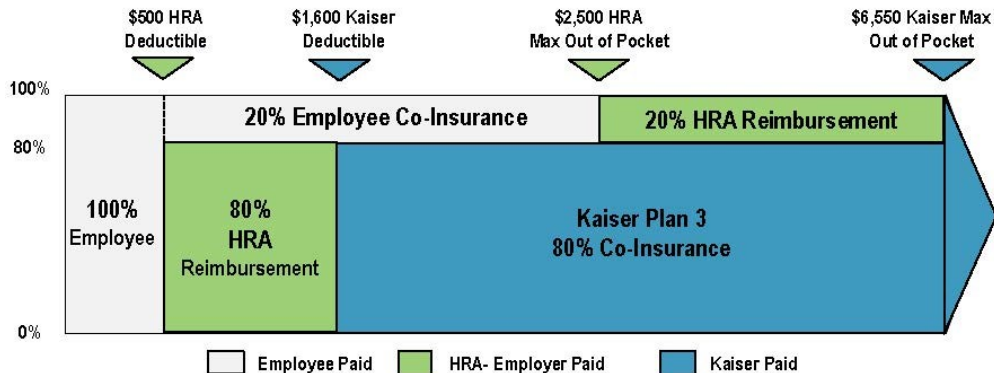 $500 HRA
Deductible
$1,600 Kaiser
Deductible
$2,500 HRA
Max Out of Pocket
$6,550 Kaiser Max
Out of Pocket
100%
20% Employee Co-Insurance
20% HRA Reimbursement
80%
100%
Employee
80%
HRA
Reimbursement
Kaiser Plan 3
80% Co-Insurance
0%
Employee Paid
HRA- Employer Paid
Kaiser Paid